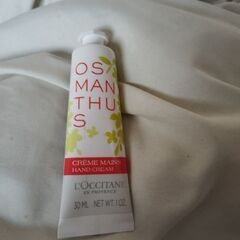 OS
MAN
THU
S
CRÈME MAINS
HAND CREAM
L'OCCITANE
EN PROVENCE
30 ML NET WT. 1 OZ.